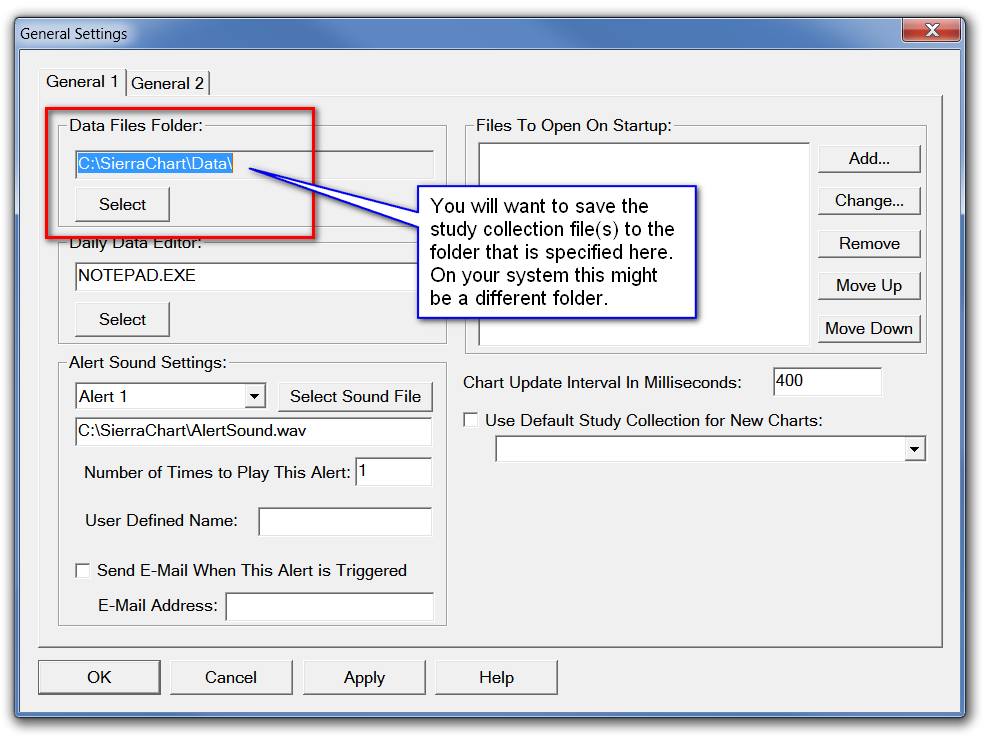 General Settings
General 1
General 2
Data Files Folder:
C:\SierraChart\Data\
Select
Daily Data Editor:
NOTEPAD.EXE
Select
Alert Sound Settings:
Alert 1
Select Sound File
C:\SierraChart\AlertSound.wav
Number of Times to Play This Alert: 1
User Defined Name:
Send E-Mail When This Alert is Triggered
E-Mail Address:
Files To Open On Startup:
Add...
Change...
Remove
Move Up
Move Down
You will want to save the
study collection file(s) to the
folder that is specified here.
On your system this might
be a different folder.
Chart Update Interval In Milliseconds: 400
Use Default Study Collection for New Charts:
OK
Cancel
Apply
Help